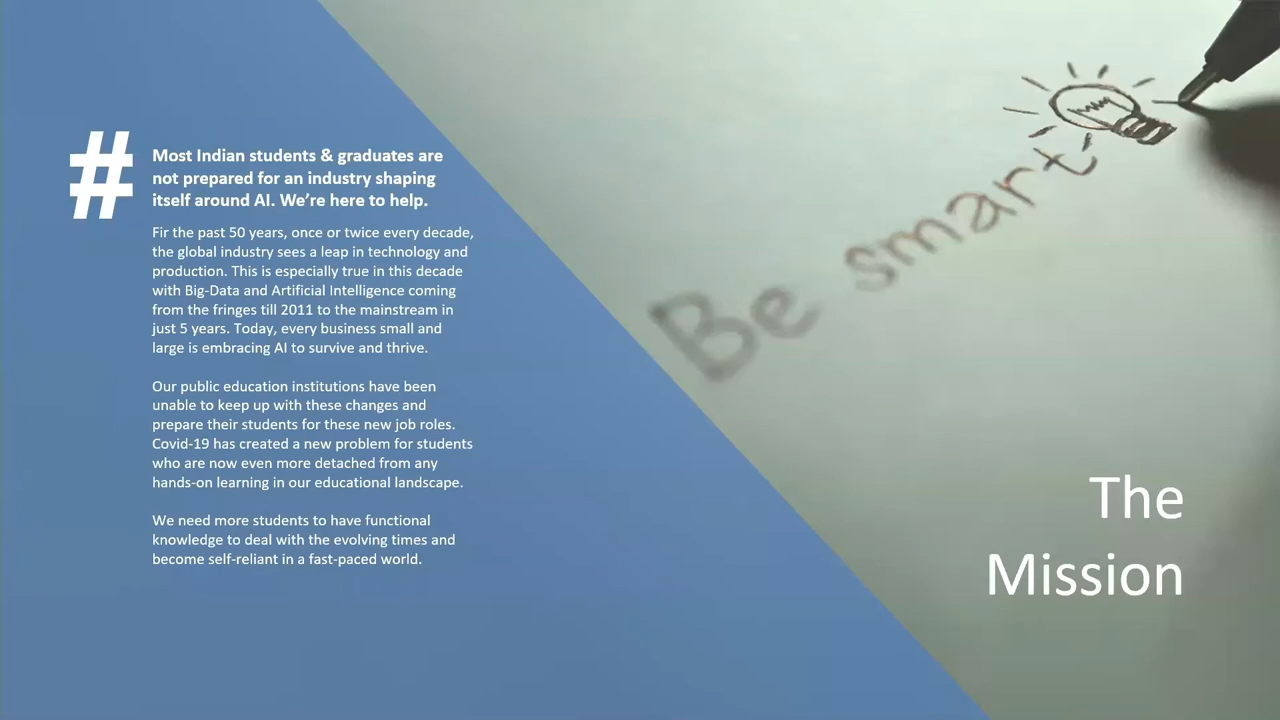 #
Most Indian students & graduates are
not prepared for an industry shaping
itself around AI. We’re here to help.
Fir the past 50 years, once or twice every decade,
the global industry sees a leap in technology and
production. This is especially true in this decade
with Big-Data and Artificial Intelligence coming
from the fringes till 2011 to the mainstream in
just 5 years. Today, every business small and
large is embracing AI to survive and thrive.
Our public education institutions have been
unable to keep up with these changes and
prepare their students for these new job roles.
Covid-19 has created a new problem for students
who are now even more detached from any
hands-on learning in our educational landscape.
We need more students to have functional
knowledge to deal with the evolving times and
become self-reliant in a fast-paced world.
Be smart
The
Mission